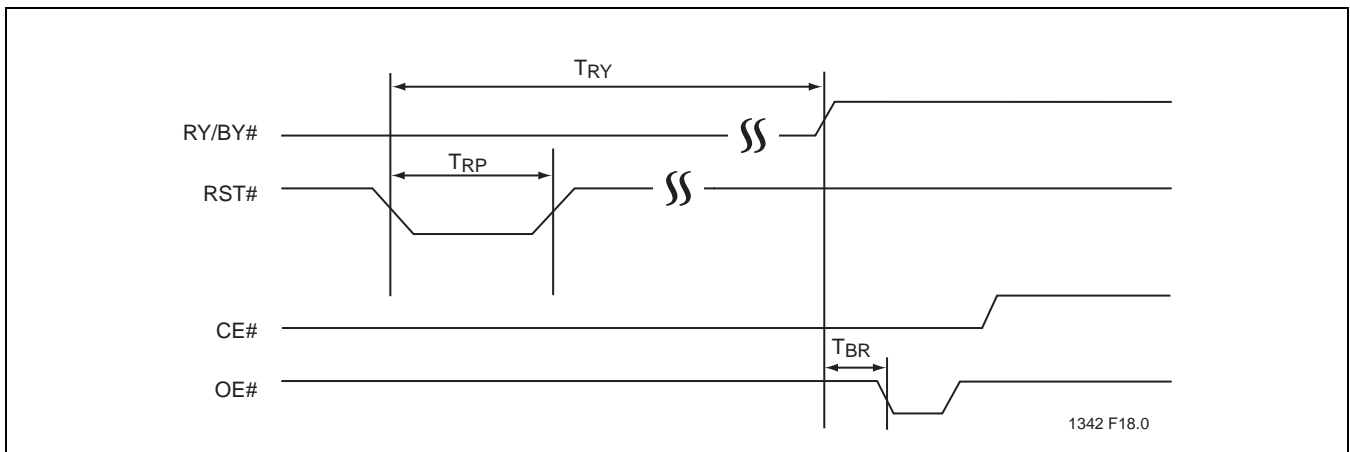 TRY
RY/BY#
TRP
RST#
CE#
TBR
OE#
1342 F18.0